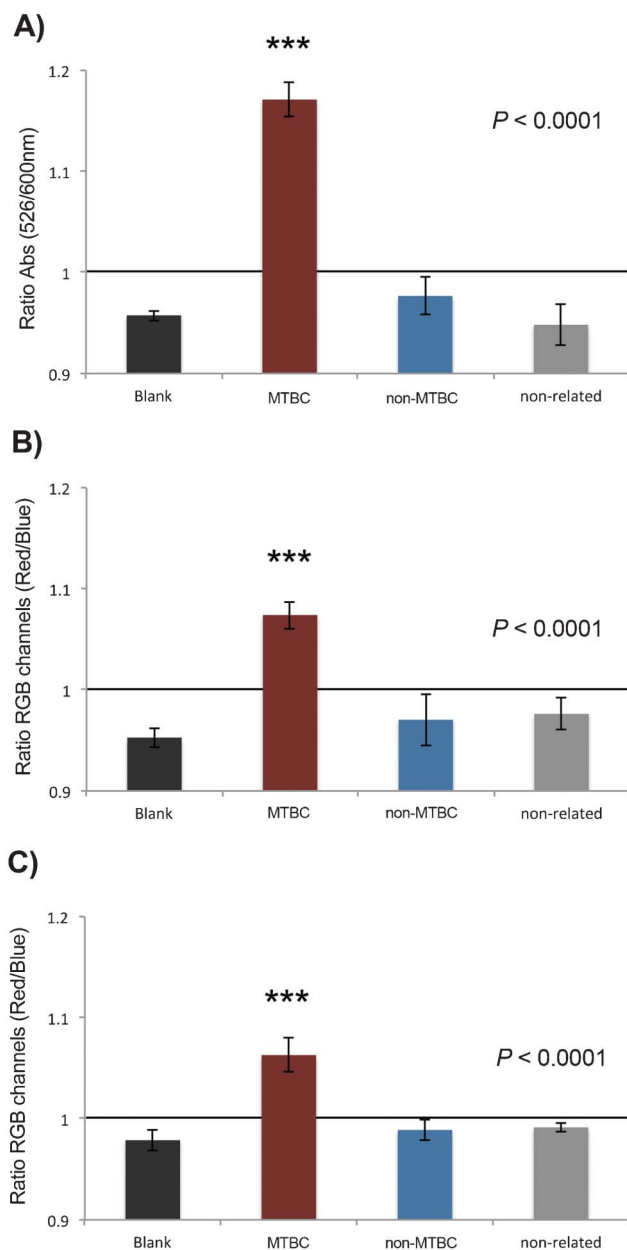 A)
***
1.2
P < 0.0001
1.1
Ratio Abs (526/600nm)
1
0.9
Blank
MTBC
non-MTBC
non-related
B)
1.2
***
Ratio RGB channels (Red/Blue)
1.1
P < 0.0001
1
0.9
Blank
MTBC
non-MTBC
non-related
C)
1.2
***
Ratio RGB channels (Red/Blue)
1.1
P < 0.0001
1
0.9
Blank
MTBC
non-MTBC
non-related